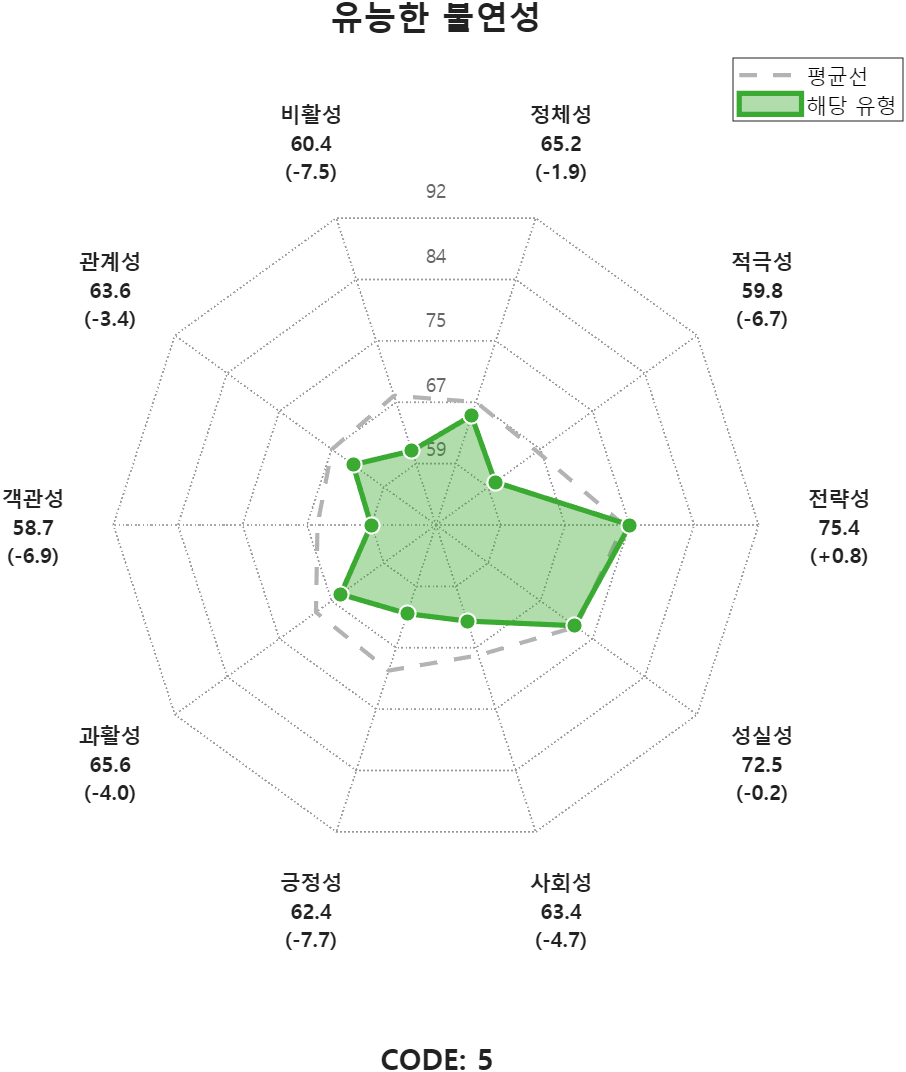 유능한 불연성
평균선
해당 유형
비활성
60.4
(-7.5)
정체성
65.2
(-1.9)
92
84
75
67
59
관계성
63.6
(-3.4)
적극성
59.8
(-6.7)
객관성
58.7
(-6.9)
전략성
75.4
(+0.8)
과활성
65.6
(-4.0)
성실성
72.5
(-0.2)
긍정성
62.4
(-7.7)
사회성
63.4
(-4.7)
CODE: 5